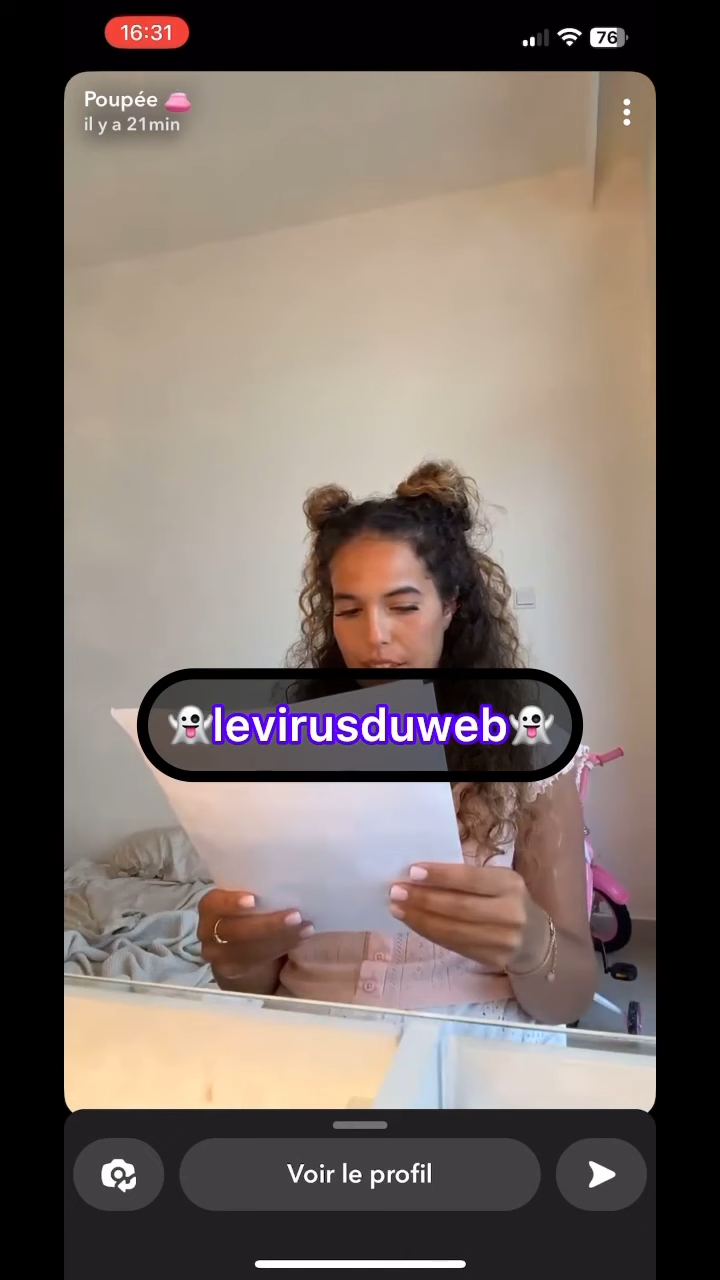 16:31
76
Poupée 👛
il y a 21min
👻levirusduweb👻
Voir le profil